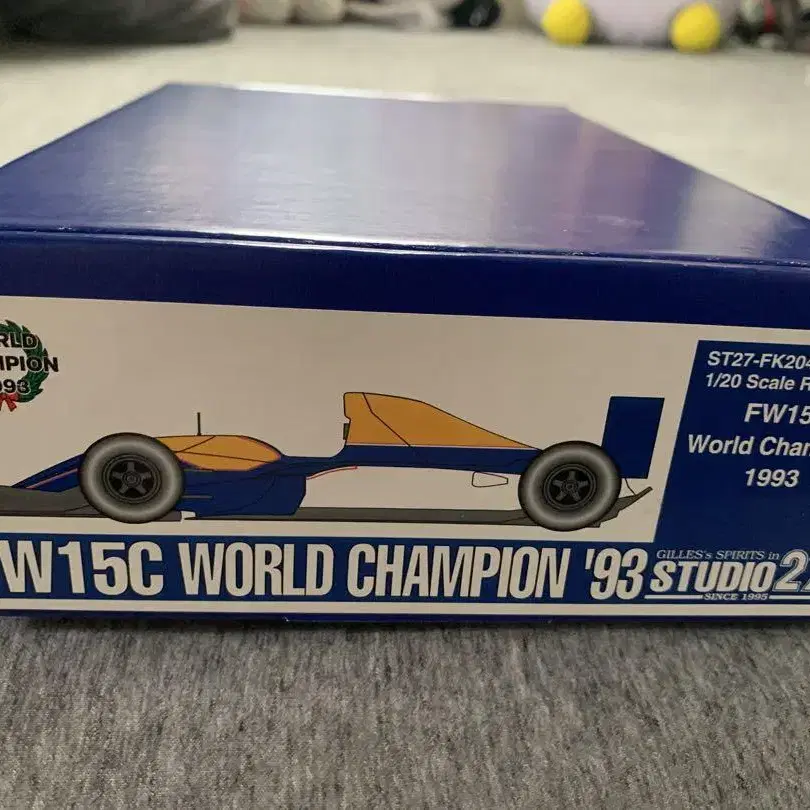 RLD
MPION
993
ST27-FK204
1/20 Scale R
FW15
World Cham
1993
W15C WORLD CHAMPION '93
GILLES's SPIRITS in
STUDIO2
SINCE 1995